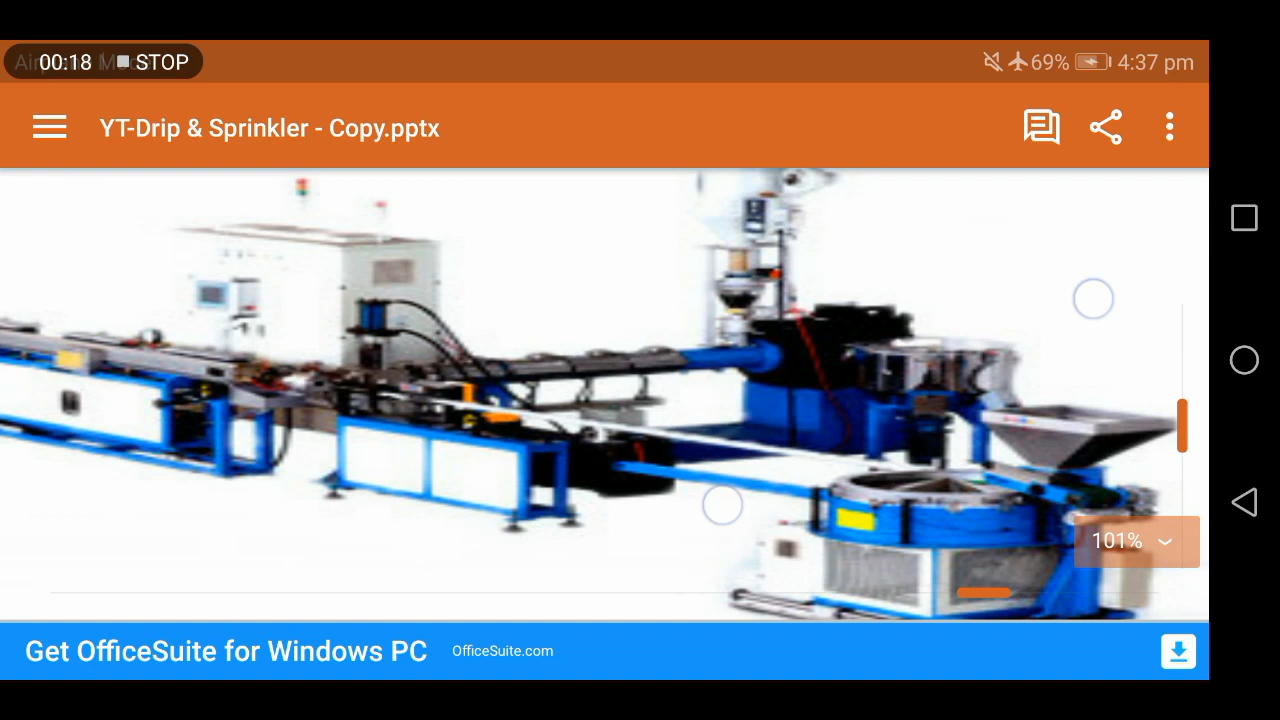 00:18 STOP
69% 4:37 pm
YT-Drip & Sprinkler - Copy.pptx
101%
Get OfficeSuite for Windows PC OfficeSuite.com